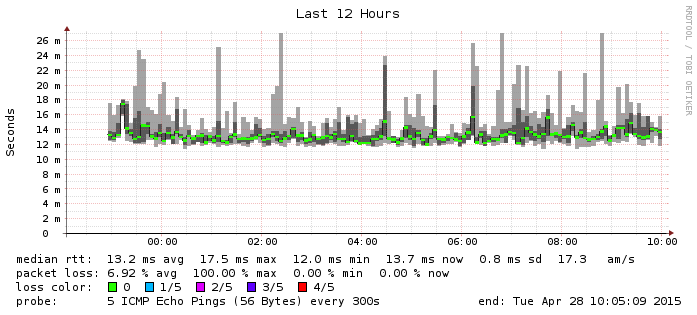 Last 12 Hours
RRDTOOL / TOBI OETIKER
Seconds
26 m
24 m
22 m
20 m
18 m
16 m
14 m
12 m
10 m
8 m
6 m
4 m
2 m
0
00:00 02:00 04:00 06:00 08:00 10:00
median rtt: 13.2 ms avg 17.5 ms max 12.0 ms min 13.7 ms now 0.8 ms sd 17.3 am/s
packet loss: 6.92 % avg 100.00 % max 0.00 % min 0.00 % now
loss color: 0 1/5 2/5 3/5 4/5
probe: 5 ICMP Echo Pings (56 Bytes) every 300s end: Tue Apr 28 10:05:09 2015